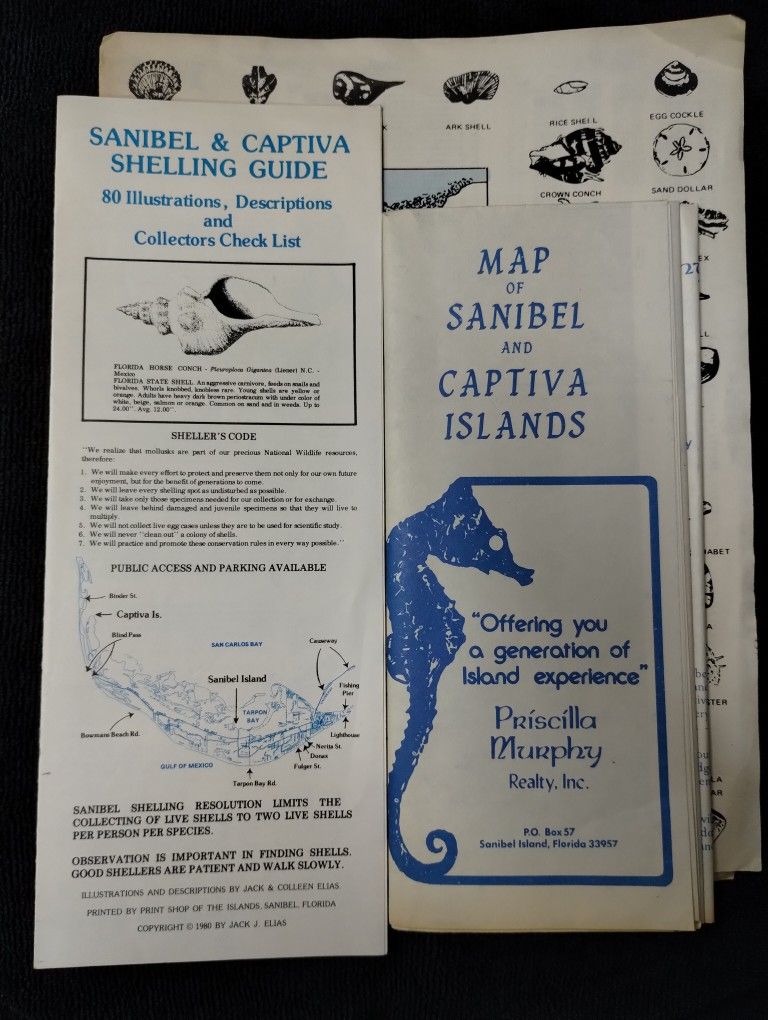 SANIBEL & CAPTIVA
SHELLING GUIDE
80 Illustrations, Descriptions
and
Collectors Check List
FLORIDA HORSE CONCH - Pleuroploca Gigantea (Liener) N.C. -
Mexico
FLORIDA STATE SHELL An aggressive carnivore, feeds on snails and
bivalves. Whorls knobbed, knobless rare. Young shells are yellow or
orange. Adults have heavy dark brown periostracum with under color of
white, beige, salmon or orange. Common on sand and in weeds. Up to
24.00". Avg. 12.00".
SHELLER'S CODE
"We realize that mollusks are part of our precious National Wildlife resources,
therefore:
1. We will make every effort to protect and preserve them not only for our own future
enjoyment, but for the benefit of generations to come.
2. We will leave every shelling spot as undisturbed as possible.
3. We will take only those specimens needed for our collection or for exchange.
4. We will leave behind damaged and juvenile specimens so that they will live to
multiply.
5. We will not collect live egg cases unless they are to be used for scientific study.
6. We will never "clean out" a colony of shells.
7. We will practice and promote these conservation rules in every way possible."
PUBLIC ACCESS AND PARKING AVAILABLE
Binder St.
Captiva Is.
Blind Pass
SAN CARLOS BAY
Causeway
Sanibel Island
Fishing
Pier
TARPON
BAY
Bowmans Beach Rd.
Lighthouse
Nerita St.
Donax
Fulger St.
GULF OF MEXICO
Tarpon Bay Rd.
SANIBEL SHELLING RESOLUTION LIMITS THE
COLLECTING OF LIVE SHELLS TO TWO LIVE SHELLS
PER PERSON PER SPECIES.
OBSERVATION IS IMPORTANT IN FINDING SHELLS.
GOOD SHELLERS ARE PATIENT AND WALK SLOWLY.
ILLUSTRATIONS AND DESCRIPTIONS BY JACK & COLLEEN ELIAS
PRINTED BY PRINT SHOP OF THE ISLANDS, SANIBEL, FLORIDA
COPYRIGHT © 1980 BY JACK J. ELIAS
ARK SHELL
RICE SHELL
EGG COCKLE
CROWN CONCH
SAND DOLLAR
MAP
OF
SANIBEL
AND
CAPTIVA
ISLANDS
"Offering you
a generation of
Island experience"
Priscilla
Murphy
Realty, Inc.
P.O. Box 57
Sanibel Island, Florida 33957